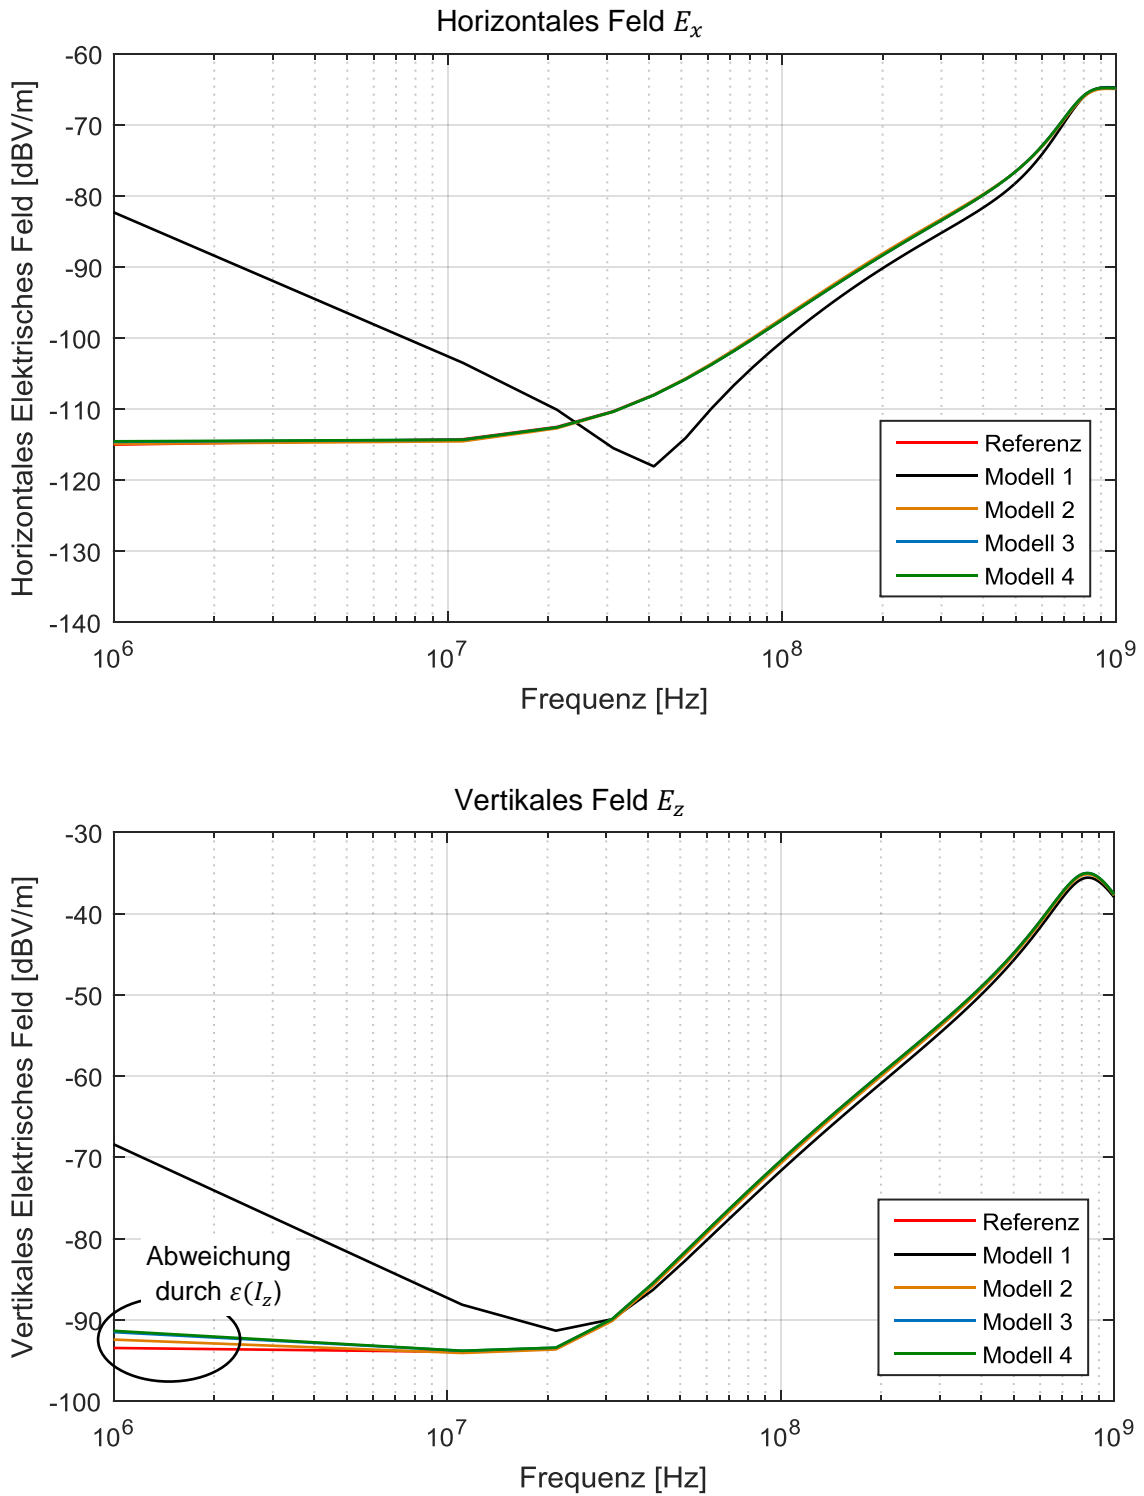 Horizontales Feld E_x
Horizontales Elektrisches Feld [dBV/m]
-60
-70
-80
-90
-100
-110
-120
-130
-140
Referenz
Modell 1
Modell 2
Modell 3
Modell 4
10^6
10^7
10^8
10^9
Frequenz [Hz]
Vertikales Feld E_z
Vertikales Elektrisches Feld [dBV/m]
-30
-40
-50
-60
-70
-80
-90
-100
Abweichung
durch ε(I_z)
Referenz
Modell 1
Modell 2
Modell 3
Modell 4
10^6
10^7
10^8
10^9
Frequenz [Hz]